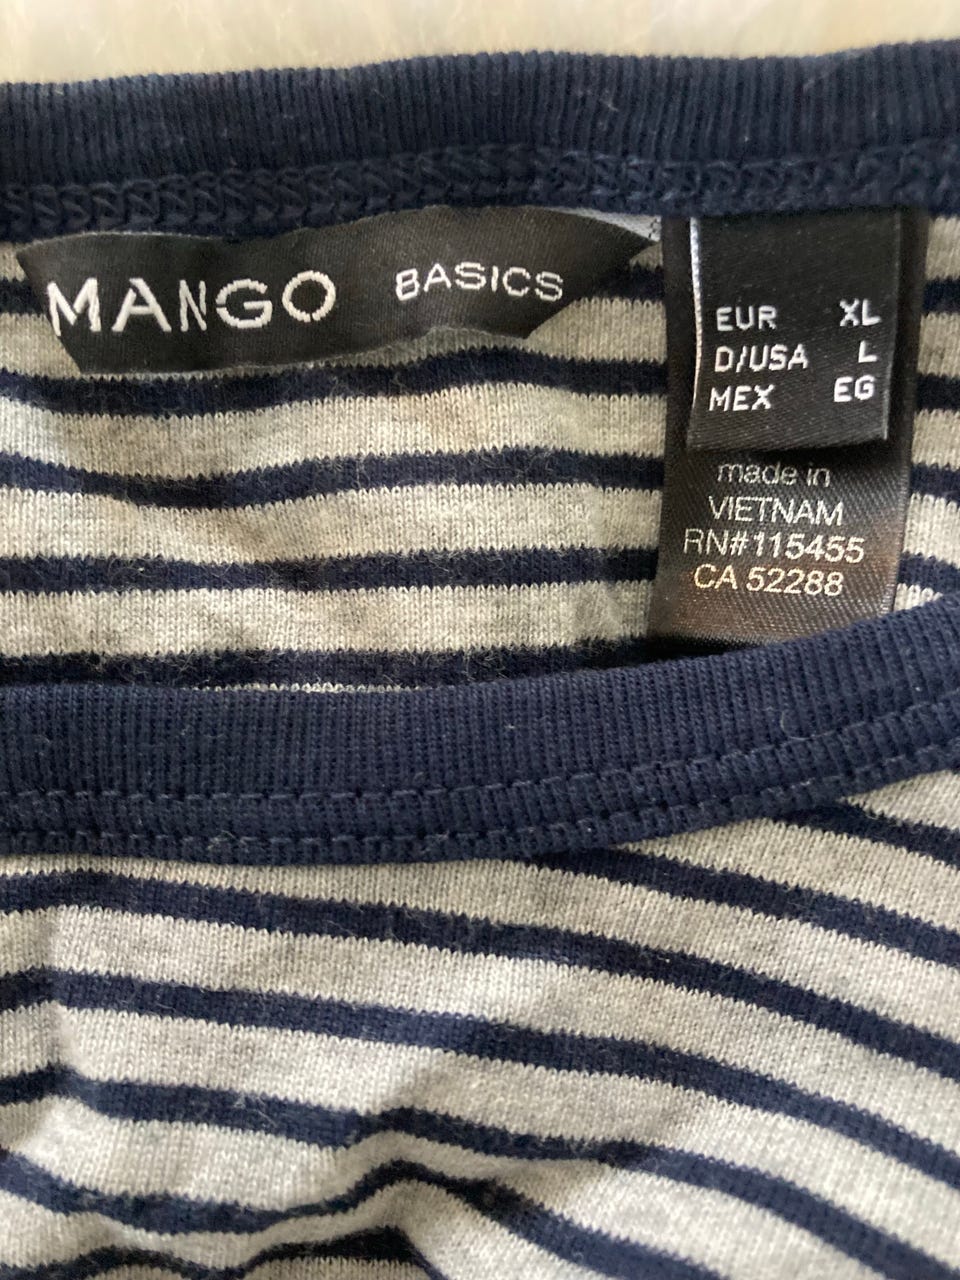 MANGO BASICS
EUR XL
D/USA L
MEX EG
made in
VIETNAM
RN#115455
CA 52288